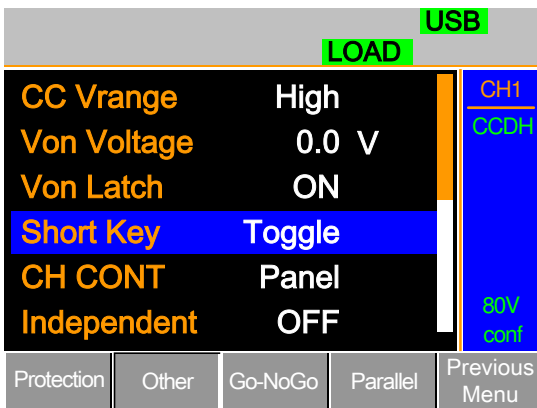 USB
LOAD
CC Vrange High
Von Voltage 0.0 V
Von Latch ON
Short Key Toggle
CH CONT Panel
Independent OFF
CH1
CCDH
80V
conf
Protection Other Go-NoGo Parallel Previous
Menu